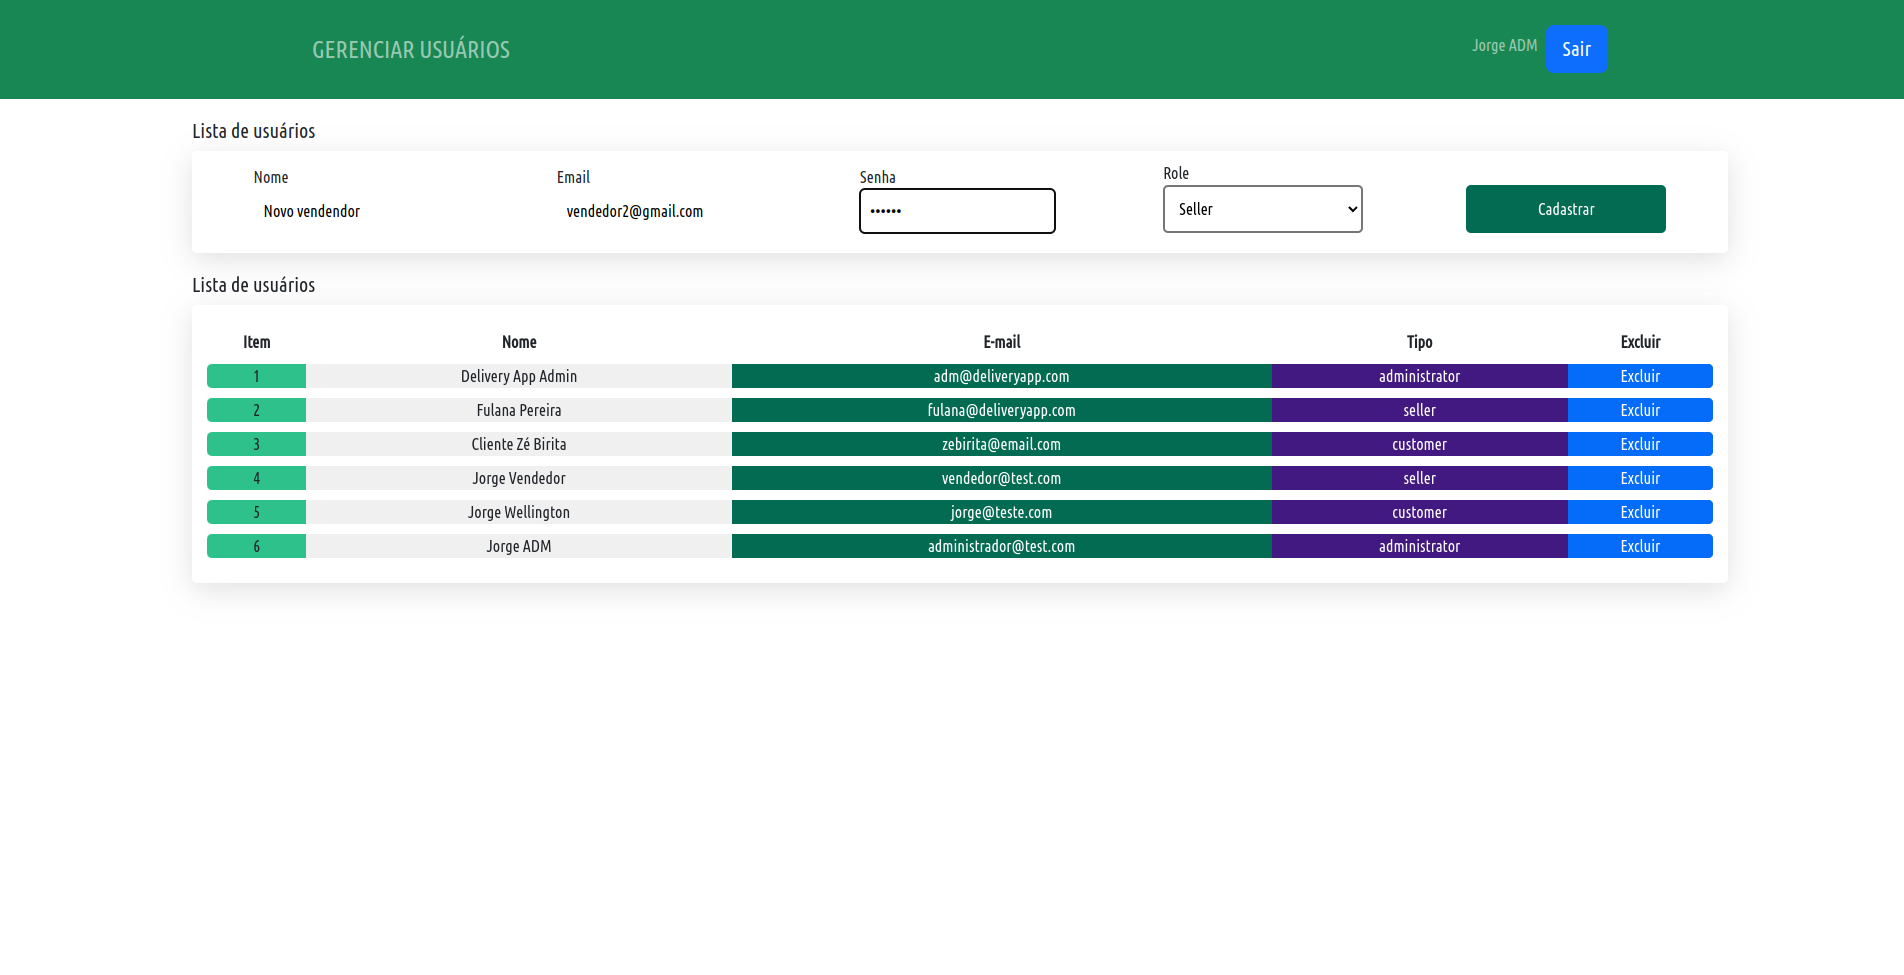 GERENCIAR USUÁRIOS
Jorge ADM Sair
Lista de usuários
Nome Email Senha Role
Novo vendendor vendedor2@gmail.com •••••• Seller Cadastrar
Lista de usuários
Item Nome E-mail Tipo Excluir
1 Delivery App Admin adm@deliveryapp.com administrator Excluir
2 Fulana Pereira fulana@deliveryapp.com seller Excluir
3 Cliente Zé Birita zebirita@email.com customer Excluir
4 Jorge Vendedor vendedor@test.com seller Excluir
5 Jorge Wellington jorge@teste.com customer Excluir
6 Jorge ADM administrador@test.com administrator Excluir